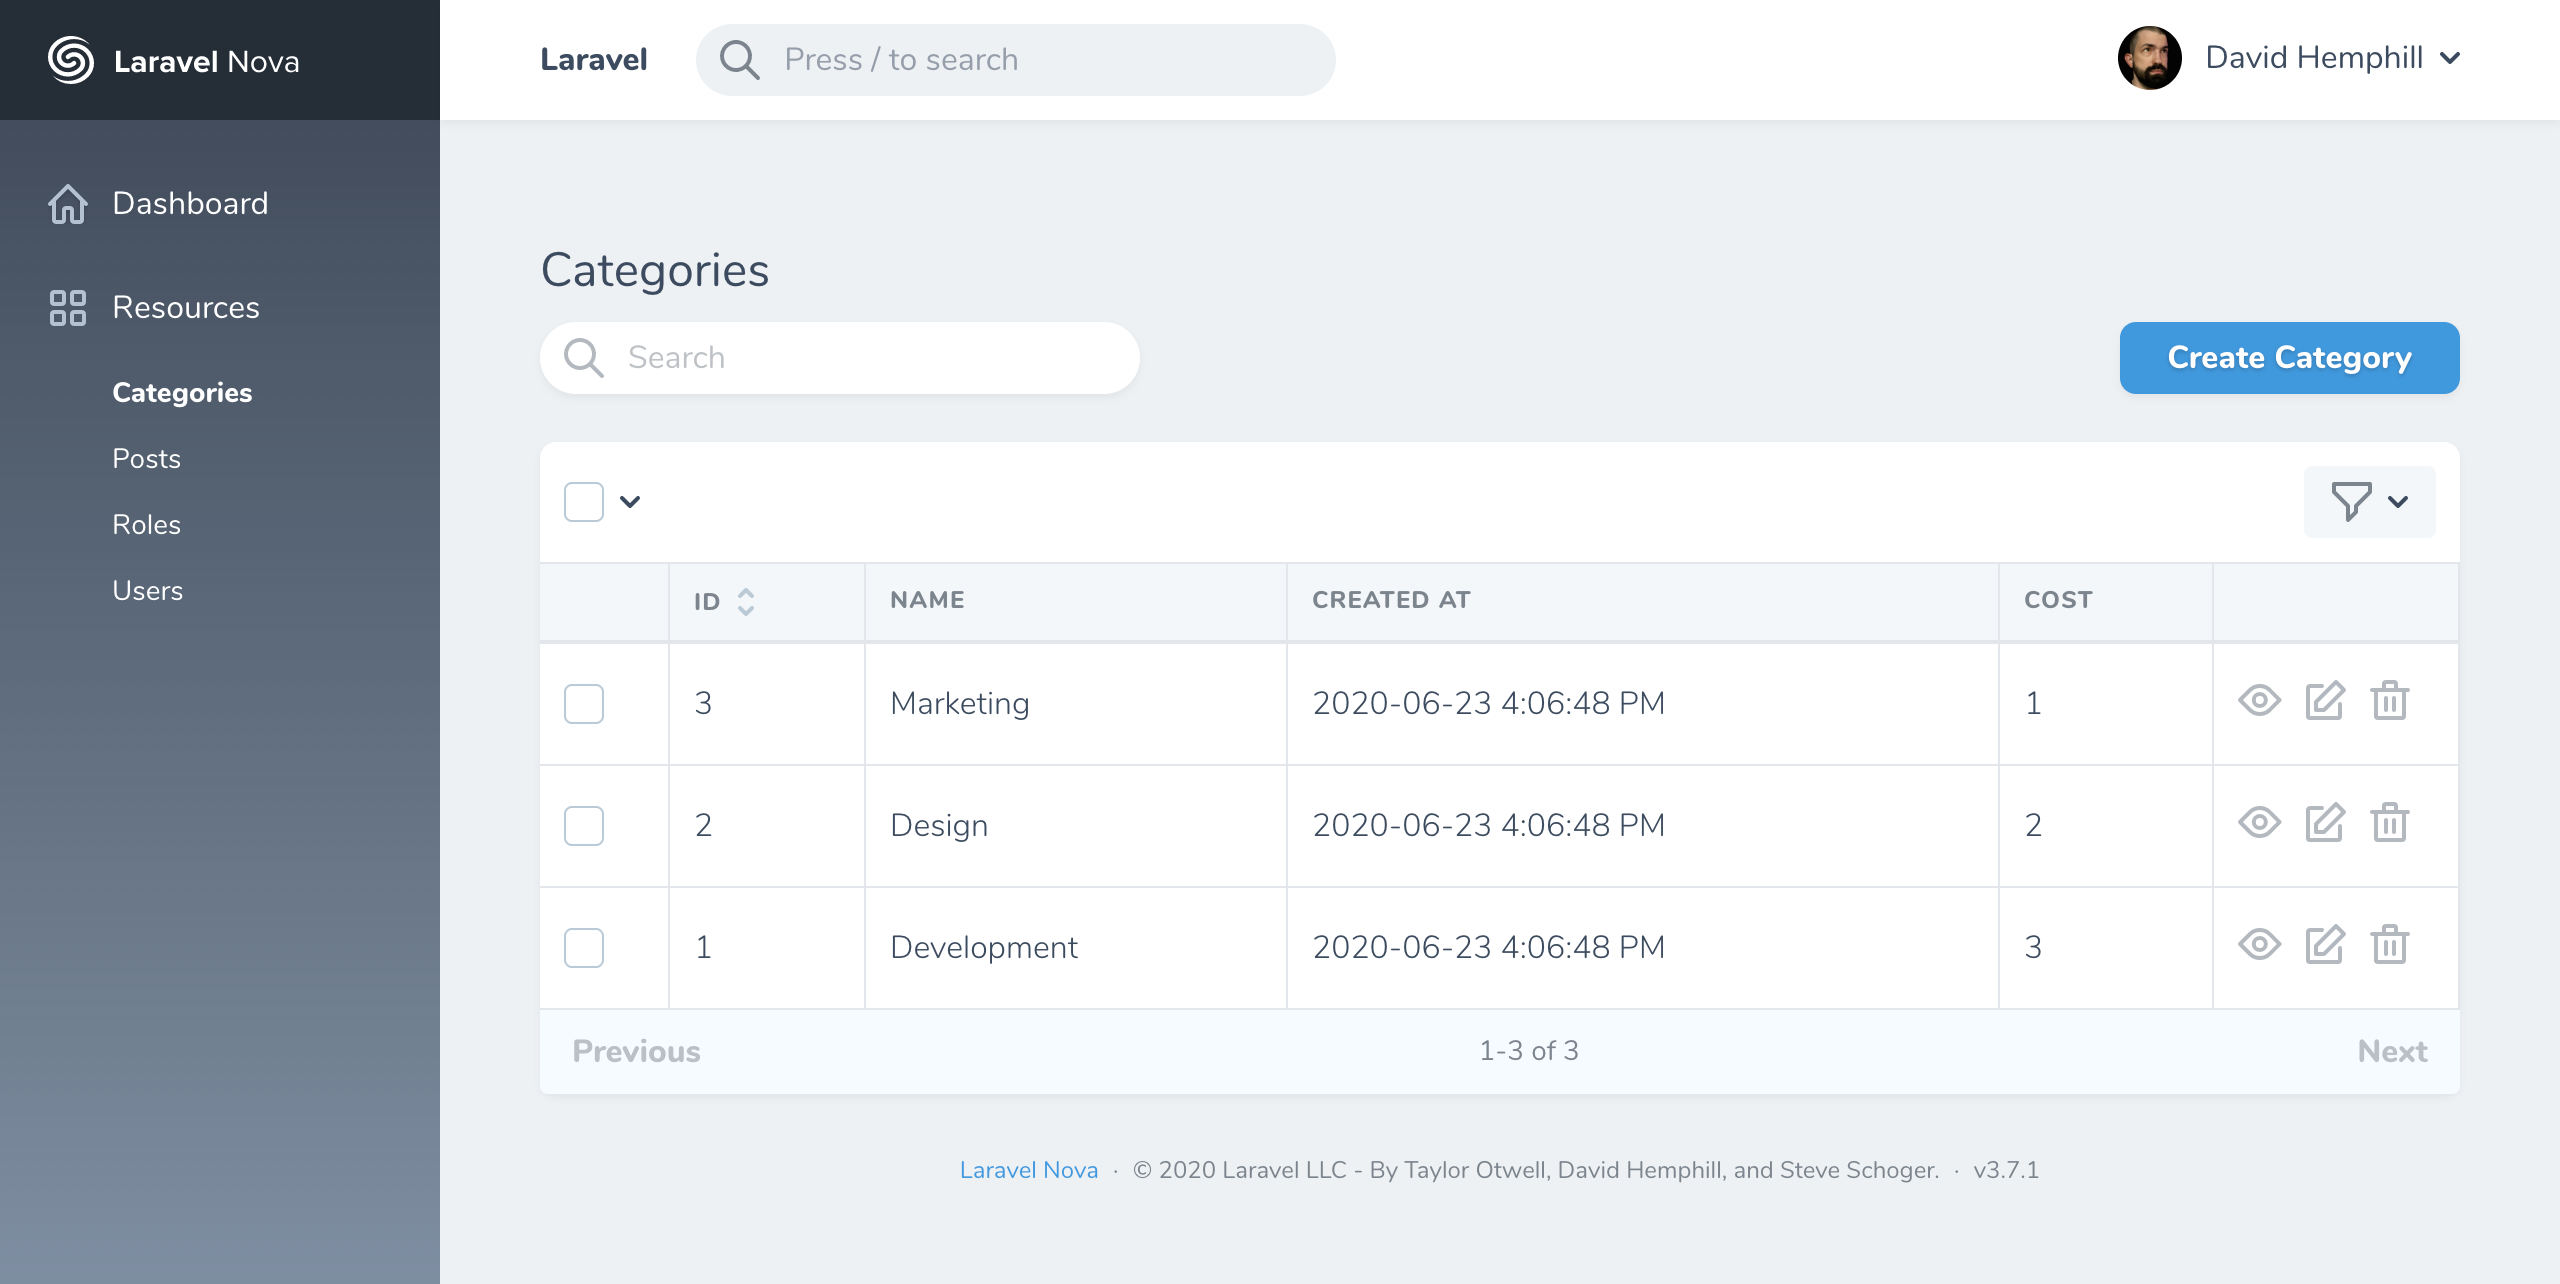 Laravel Nova
Laravel
Press / to search
David Hemphill
Dashboard
Resources
Categories
Posts
Roles
Users
Categories
Search
Create Category
ID NAME CREATED AT COST
3 Marketing 2020-06-23 4:06:48 PM 1
2 Design 2020-06-23 4:06:48 PM 2
1 Development 2020-06-23 4:06:48 PM 3
Previous 1-3 of 3 Next
Laravel Nova · © 2020 Laravel LLC - By Taylor Otwell, David Hemphill, and Steve Schoger. · v3.7.1